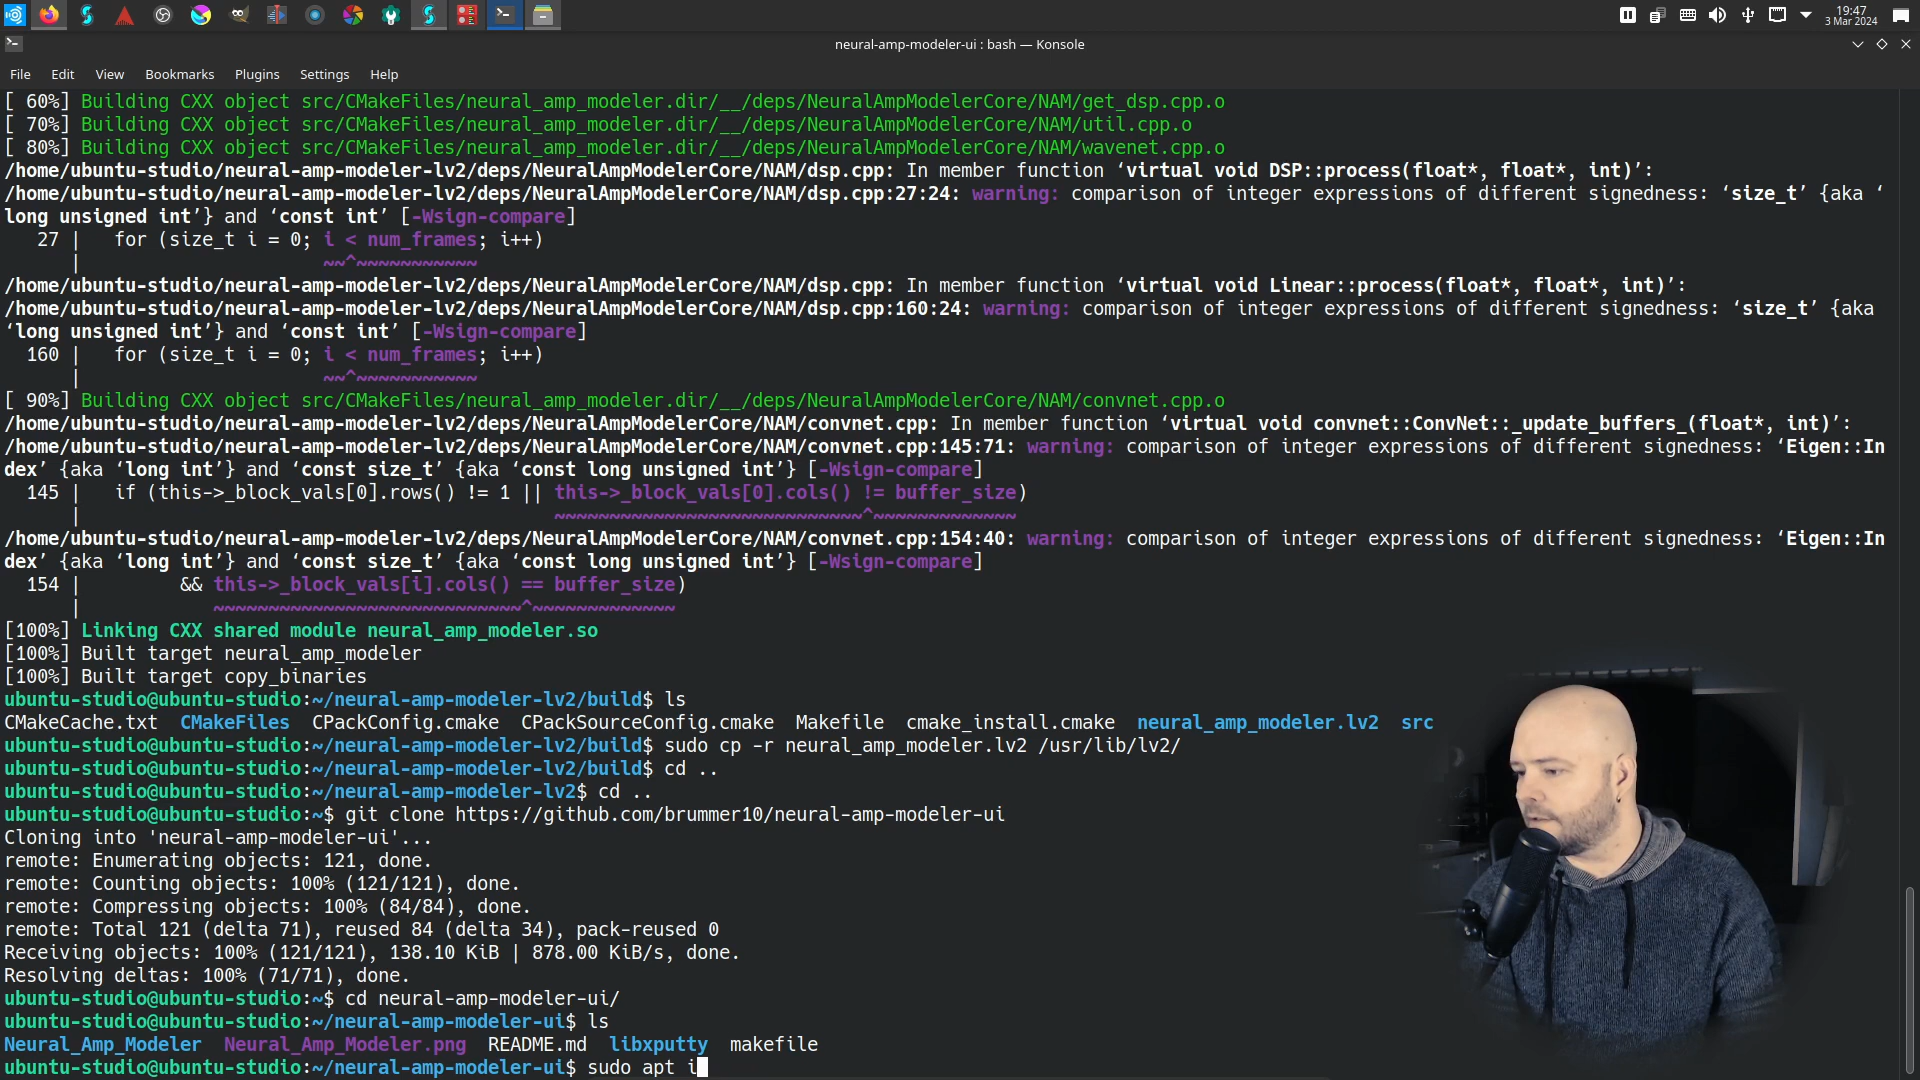 19:47
3 Mar 2024
neural-amp-modeler-ui : bash — Konsole
File Edit View Bookmarks Plugins Settings Help
[ 60%] Building CXX object src/CMakeFiles/neural_amp_modeler.dir/__/deps/NeuralAmpModelerCore/NAM/get_dsp.cpp.o
[ 70%] Building CXX object src/CMakeFiles/neural_amp_modeler.dir/__/deps/NeuralAmpModelerCore/NAM/util.cpp.o
[ 80%] Building CXX object src/CMakeFiles/neural_amp_modeler.dir/__/deps/NeuralAmpModelerCore/NAM/wavenet.cpp.o
/home/ubuntu-studio/neural-amp-modeler-lv2/deps/NeuralAmpModelerCore/NAM/dsp.cpp: In member function ‘virtual void DSP::process(float*, float*, int)’:
/home/ubuntu-studio/neural-amp-modeler-lv2/deps/NeuralAmpModelerCore/NAM/dsp.cpp:27:24: warning: comparison of integer expressions of different signedness: ‘size_t’ {aka ‘
long unsigned int’} and ‘const int’ [-Wsign-compare]
27 | for (size_t i = 0; i < num_frames; i++)
| ~~^~~~~~~~~~~~
/home/ubuntu-studio/neural-amp-modeler-lv2/deps/NeuralAmpModelerCore/NAM/dsp.cpp: In member function ‘virtual void Linear::process(float*, float*, int)’:
/home/ubuntu-studio/neural-amp-modeler-lv2/deps/NeuralAmpModelerCore/NAM/dsp.cpp:160:24: warning: comparison of integer expressions of different signedness: ‘size_t’ {aka
‘long unsigned int’} and ‘const int’ [-Wsign-compare]
160 | for (size_t i = 0; i < num_frames; i++)
| ~~^~~~~~~~~~~~
[ 90%] Building CXX object src/CMakeFiles/neural_amp_modeler.dir/__/deps/NeuralAmpModelerCore/NAM/convnet.cpp.o
/home/ubuntu-studio/neural-amp-modeler-lv2/deps/NeuralAmpModelerCore/NAM/convnet.cpp: In member function ‘virtual void convnet::ConvNet::_update_buffers_(float*, int)’:
/home/ubuntu-studio/neural-amp-modeler-lv2/deps/NeuralAmpModelerCore/NAM/convnet.cpp:145:71: warning: comparison of integer expressions of different signedness: ‘Eigen::In
dex’ {aka ‘long int’} and ‘const size_t’ {aka ‘const long unsigned int’} [-Wsign-compare]
145 | if (this->_block_vals[0].rows() != 1 || this->_block_vals[0].cols() != buffer_size)
| ~~~~~~~~~~~~~~~~~~~~~~~~~~~~^~~~~~~~~~~~~~
/home/ubuntu-studio/neural-amp-modeler-lv2/deps/NeuralAmpModelerCore/NAM/convnet.cpp:154:40: warning: comparison of integer expressions of different signedness: ‘Eigen::In
dex’ {aka ‘long int’} and ‘const size_t’ {aka ‘const long unsigned int’} [-Wsign-compare]
154 | && this->_block_vals[i].cols() == buffer_size)
| ~~~~~~~~~~~~~~~~~~~~~~~~~~~~^~~~~~~~~~~~~~
[100%] Linking CXX shared module neural_amp_modeler.so
[100%] Built target neural_amp_modeler
[100%] Built target copy_binaries
ubuntu-studio@ubuntu-studio:~/neural-amp-modeler-lv2/build$ ls
CMakeCache.txt CMakeFiles CPackConfig.cmake CPackSourceConfig.cmake Makefile cmake_install.cmake neural_amp_modeler.lv2 src
ubuntu-studio@ubuntu-studio:~/neural-amp-modeler-lv2/build$ sudo cp -r neural_amp_modeler.lv2 /usr/lib/lv2/
ubuntu-studio@ubuntu-studio:~/neural-amp-modeler-lv2/build$ cd ..
ubuntu-studio@ubuntu-studio:~/neural-amp-modeler-lv2$ cd ..
ubuntu-studio@ubuntu-studio:~$ git clone https://github.com/brummer10/neural-amp-modeler-ui
Cloning into 'neural-amp-modeler-ui'...
remote: Enumerating objects: 121, done.
remote: Counting objects: 100% (121/121), done.
remote: Compressing objects: 100% (84/84), done.
remote: Total 121 (delta 71), reused 84 (delta 34), pack-reused 0
Receiving objects: 100% (121/121), 138.10 KiB | 878.00 KiB/s, done.
Resolving deltas: 100% (71/71), done.
ubuntu-studio@ubuntu-studio:~$ cd neural-amp-modeler-ui/
ubuntu-studio@ubuntu-studio:~/neural-amp-modeler-ui$ ls
Neural_Amp_Modeler Neural_Amp_Modeler.png README.md libxputty makefile
ubuntu-studio@ubuntu-studio:~/neural-amp-modeler-ui$ sudo apt i